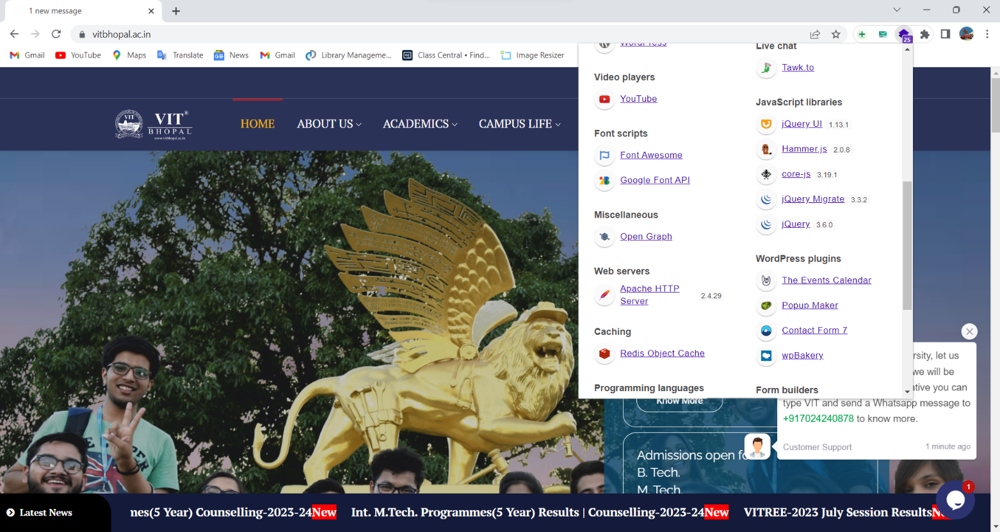 1 new message
vitbhopal.ac.in
25
Gmail
YouTube
Maps
Translate
News
Gmail
Library Manageme...
Class Central • Find...
Image Resizer
VIT
VIT®
BHOPAL
www.vitbhopal.ac.in
HOME
ABOUT US
ACADEMICS
CAMPUS LIFE
WordPress
Video players
YouTube
Font scripts
Font Awesome
Google Font API
Miscellaneous
Open Graph
Web servers
Apache HTTP
Server
2.4.29
Caching
Redis Object Cache
Programming languages
Live chat
Tawk.to
JavaScript libraries
jQuery UI 1.13.1
Hammer.js 2.0.8
core-js 3.19.1
jQuery Migrate 3.3.2
jQuery 3.6.0
WordPress plugins
The Events Calendar
Popup Maker
Contact Form 7
wpBakery
Form builders
Know More
rsity, let us
we will be
ative you can
type VIT and send a Whatsapp message to
+917024240878 to know more.
Customer Support
1 minute ago
Admissions open fo
B. Tech.
M. Tech.
1
Latest News
nes(5 Year) Counselling-2023-24New
Int. M.Tech. Programmes(5 Year) Results | Counselling-2023-24New
VITREE-2023 July Session ResultsNe